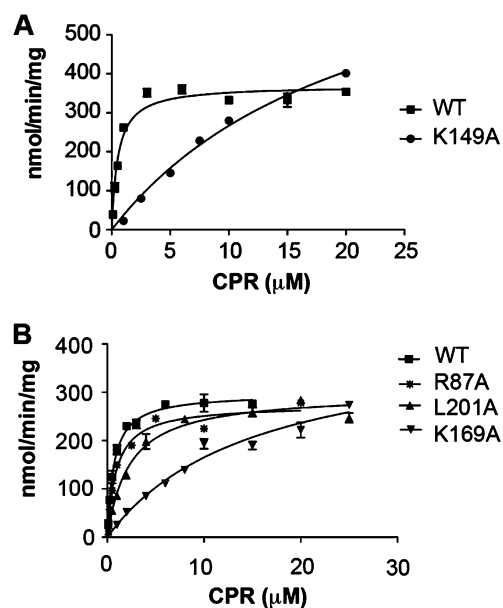 A
nmol/min/mg
500
400
300
200
100
0
0 5 10 15 20 25
CPR (μM)
WT
K149A
B
nmol/min/mg
400
300
200
100
0
0 10 20 30
CPR (μM)
WT
R87A
L201A
K169A